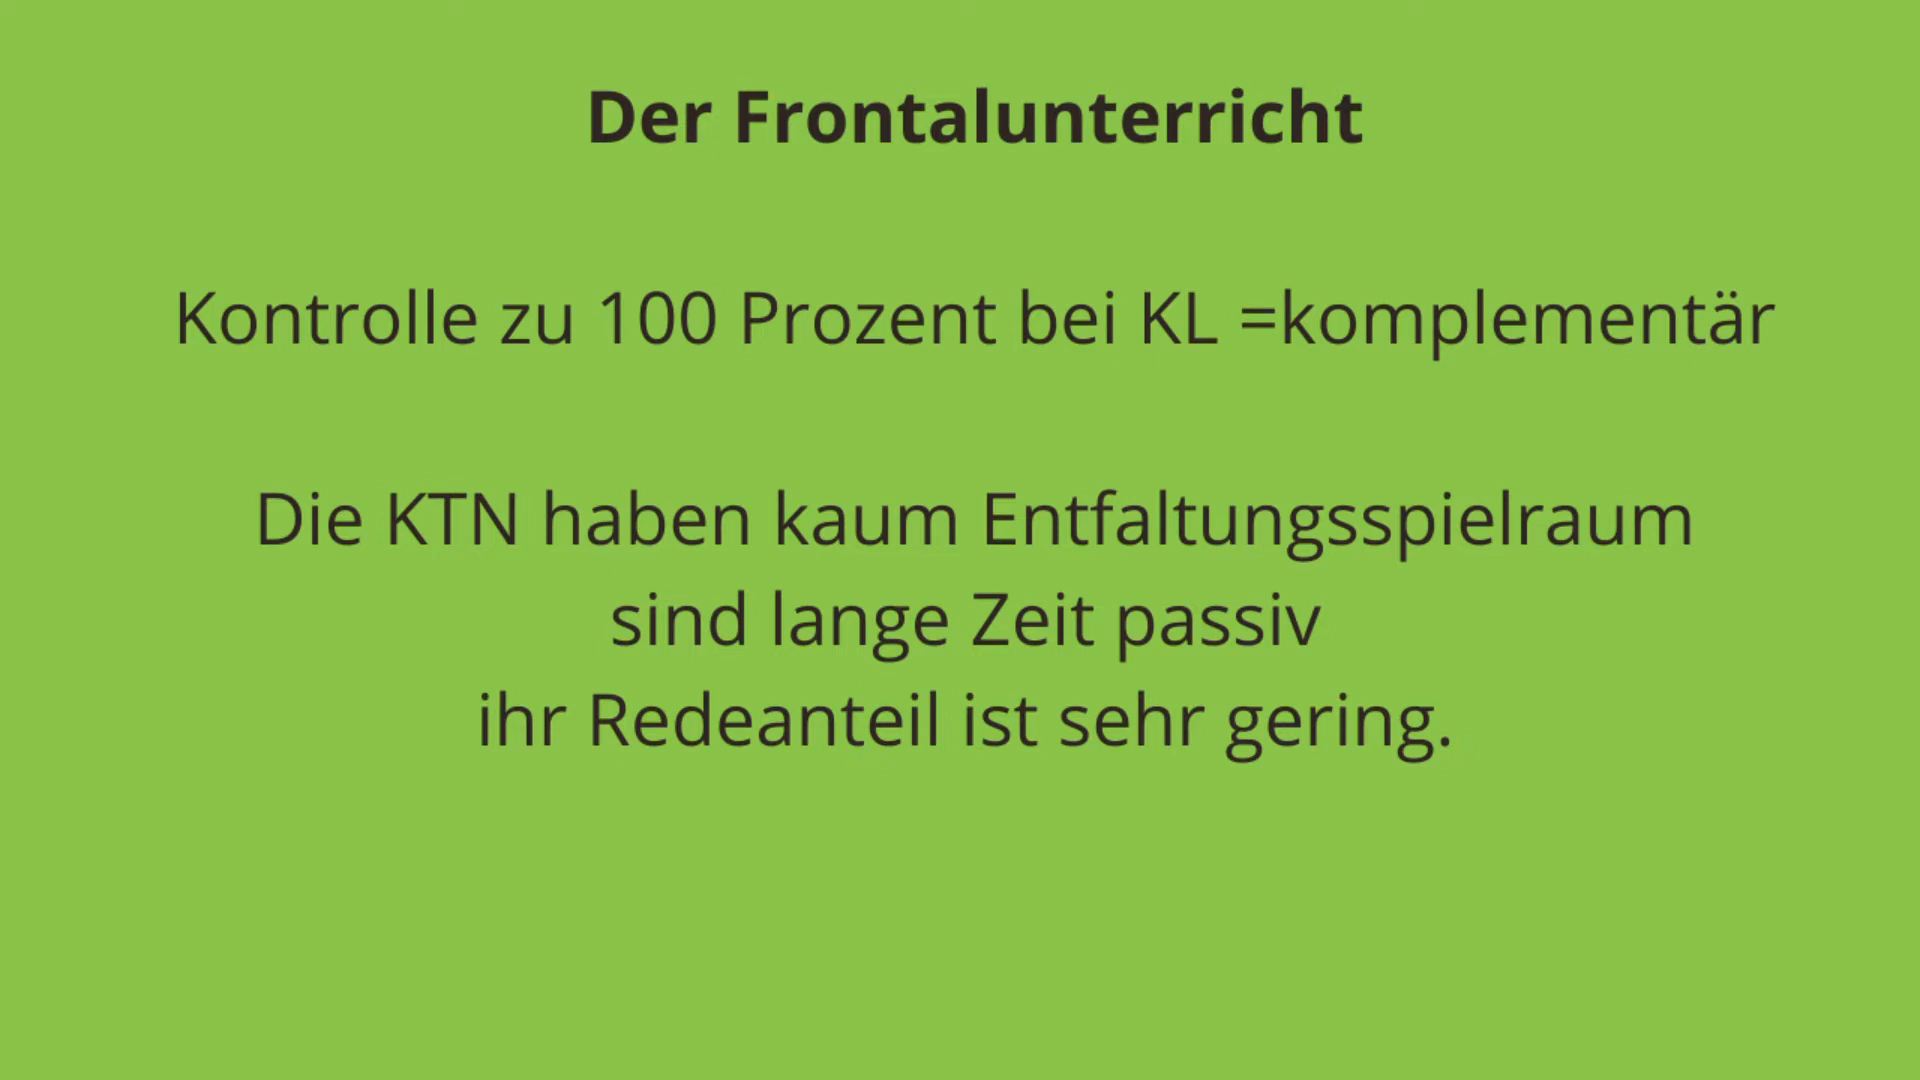 Der Frontalunterricht
Kontrolle zu 100 Prozent bei KL =komplementär
Die KTN haben kaum Entfaltungsspielraum
sind lange Zeit passiv
ihr Redeanteil ist sehr gering.